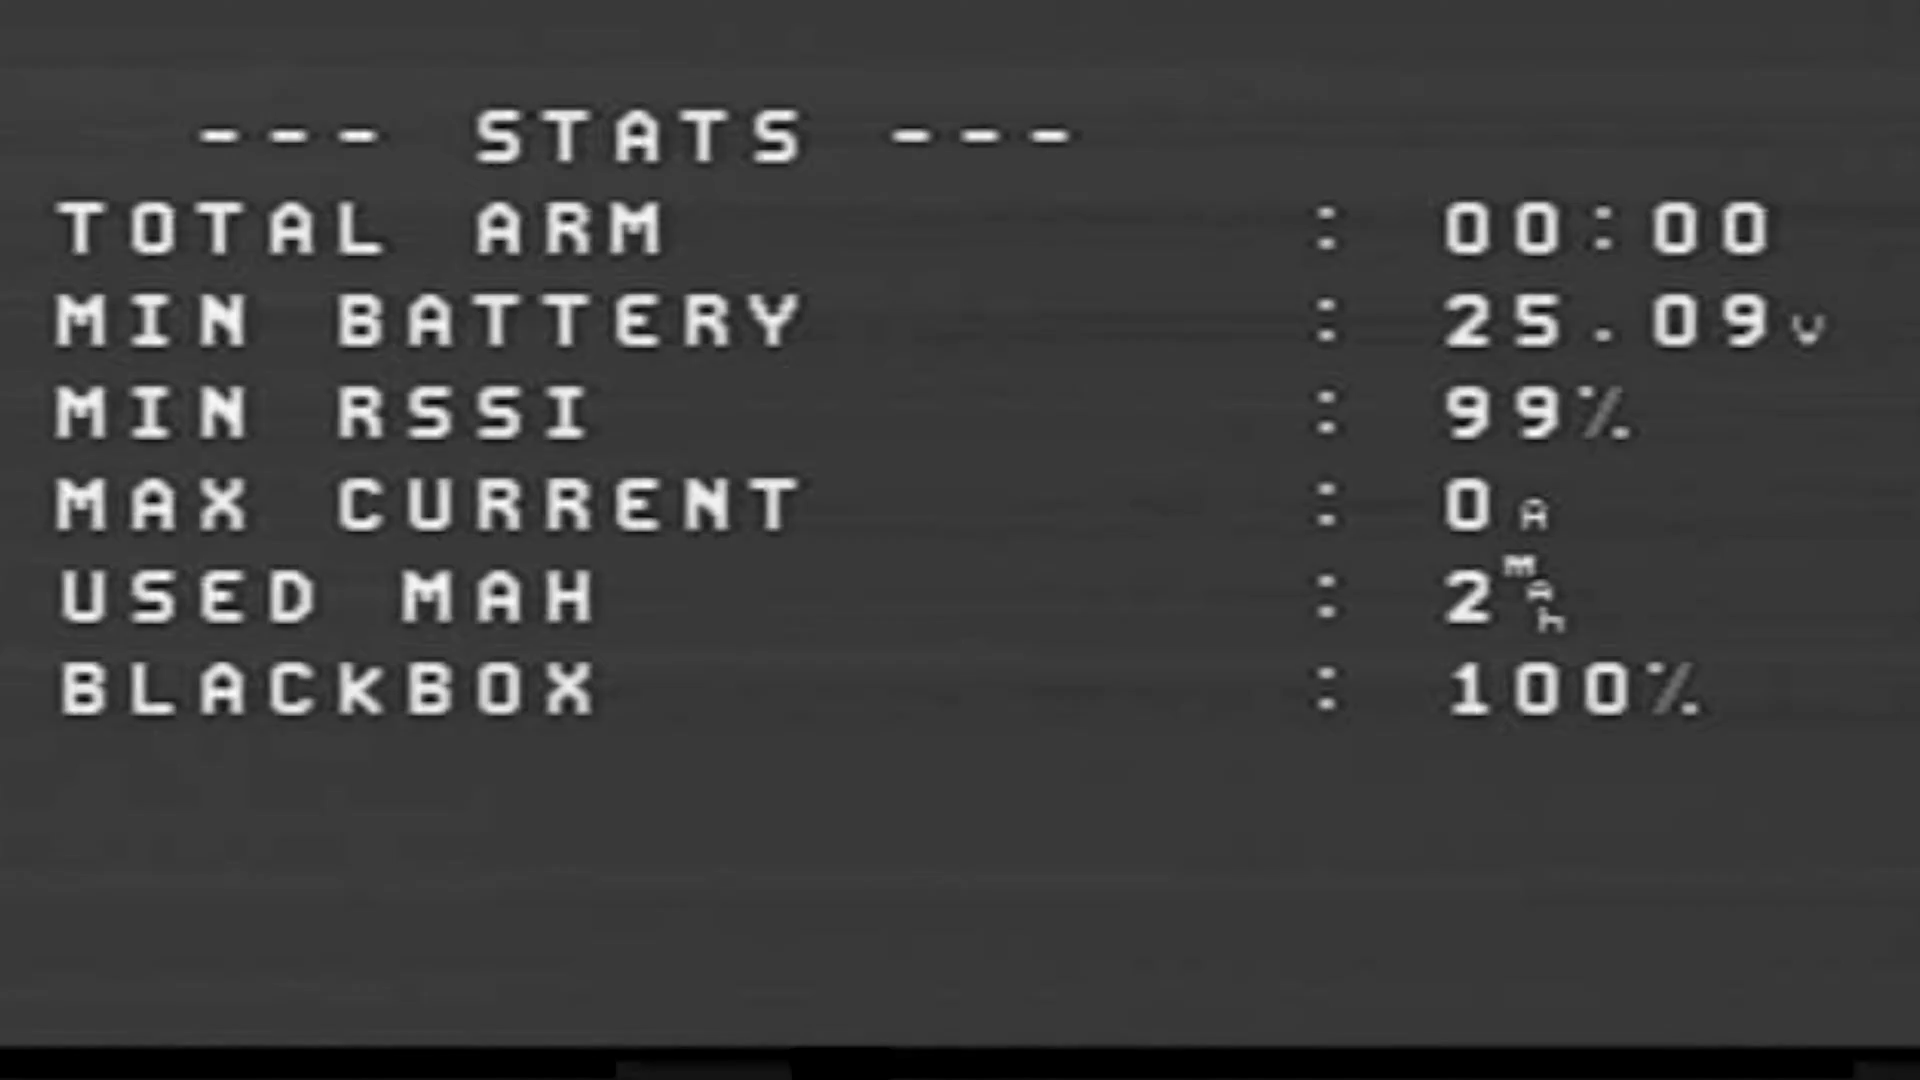 --- STATS ---
TOTAL ARM : 00:00
MIN BATTERY : 25.09V
MIN RSSI : 99%
MAX CURRENT : 0A
USED MAH : 2mAh
BLACKBOX : 100%